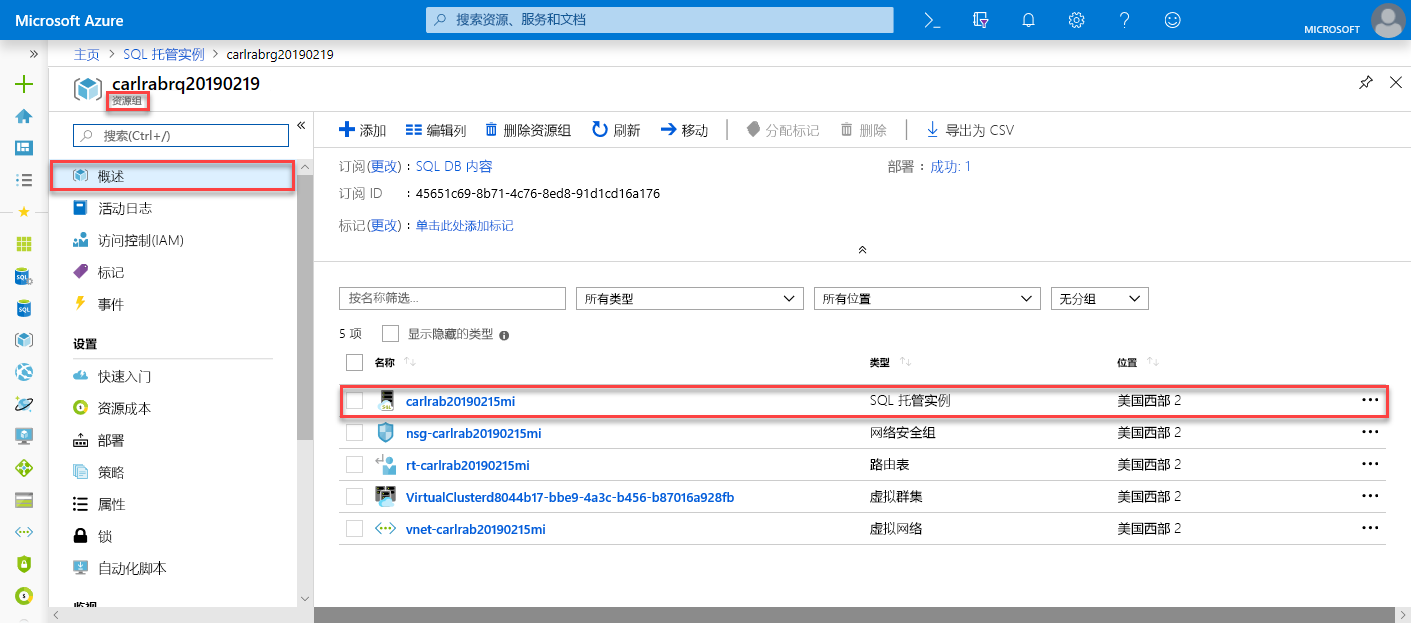 Microsoft Azure
搜索资源、服务和文档
MICROSOFT
主页 > SQL 托管实例 > carlrabrg20190219
carlrabrq20190219
资源组
搜索(Ctrl+/)
概述
活动日志
访问控制(IAM)
标记
事件
设置
快速入门
资源成本
部署
策略
属性
锁
自动化脚本
监视
添加 编辑列 删除资源组 刷新 移动 分配标记 删除 导出为 CSV
订阅(更改) : SQL DB 内容 部署 : 成功: 1
订阅 ID : 45651c69-8b71-4c76-8ed8-91d1cd16a176
标记(更改) : 单击此处添加标记
按名称筛选... 所有类型 所有位置 无分组
5 项 显示隐藏的类型
名称 类型 位置
carlrab20190215mi SQL 托管实例 美国西部 2
nsg-carlrab20190215mi 网络安全组 美国西部 2
rt-carlrab20190215mi 路由表 美国西部 2
VirtualClusterd8044b17-bbe9-4a3c-b456-b87016a928fb 虚拟群集 美国西部 2
vnet-carlrab20190215mi 虚拟网络 美国西部 2